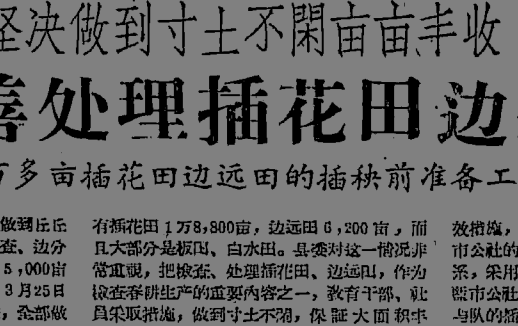 坚决做到寸土不閑亩亩丰收
善处理插花田边
万多亩插花田边远田的插秧前准备工
做到丘丘
查、边分
5,000亩
3月25日
，全部做
有插花田1万8,800亩，边远田6,200亩，而
且大部分是板田、白水田。县委对这一情况非
常重視，把檢查、处理插花田、边远田，作为
檢查春耕生产的重要内容之一，教育干部、社
員采取措施，做到寸土不閑，保証大面积丰
效措施，
市公社的
系，采用
監市公社
与队的插